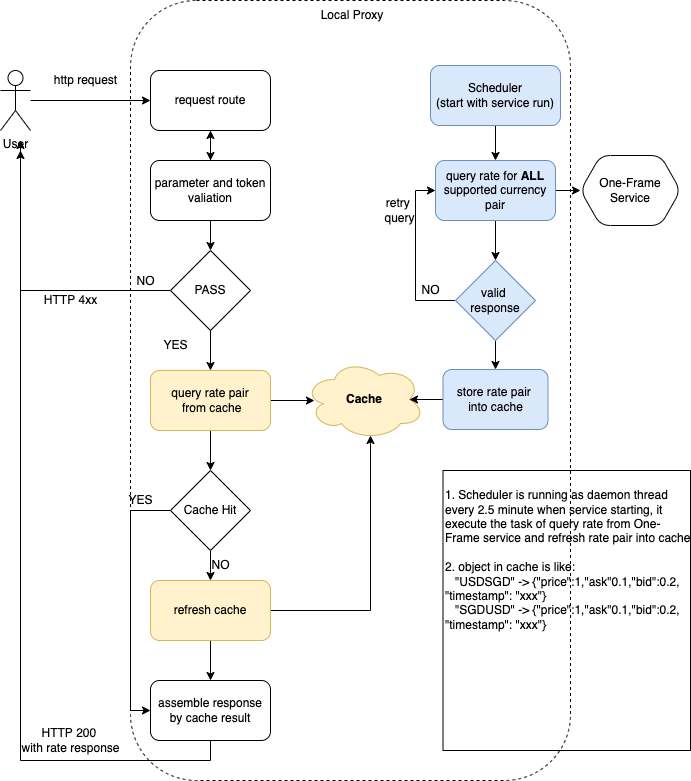 Local Proxy
http request
User
request route
parameter and token
valiation
PASS
NO
HTTP 4xx
YES
query rate pair
from cache
Cache
Cache Hit
YES
NO
refresh cache
assemble response
by cache result
HTTP 200
with rate response
Scheduler
(start with service run)
query rate for ALL
supported currency
pair
One-Frame
Service
retry
query
NO
valid
response
store rate pair
into cache
1. Scheduler is running as daemon thread
every 2.5 minute when service starting, it
execute the task of query rate from One-
Frame service and refresh rate pair into cache
2. object in cache is like:
"USDSGD" -> {"price":1,"ask"0.1,"bid":0.2,
"timestamp": "xxx"}
"SGDUSD" -> {"price":1,"ask"0.1,"bid":0.2,
"timestamp": "xxx"}